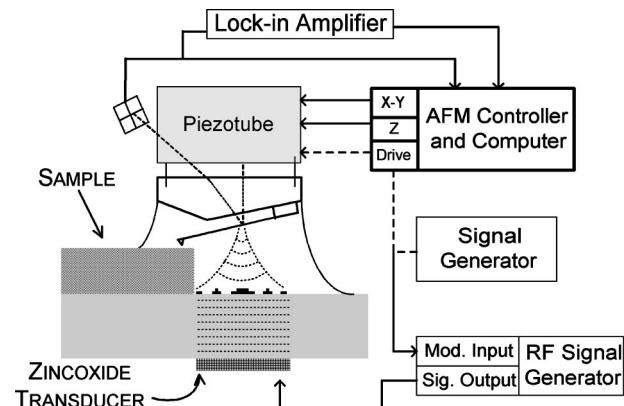 Lock-in Amplifier
Piezotube
X-Y
Z
Drive
AFM Controller
and Computer
SAMPLE
Signal
Generator
Mod. Input
Sig. Output
RF Signal
Generator
ZINCOXIDE
TRANSDUCER